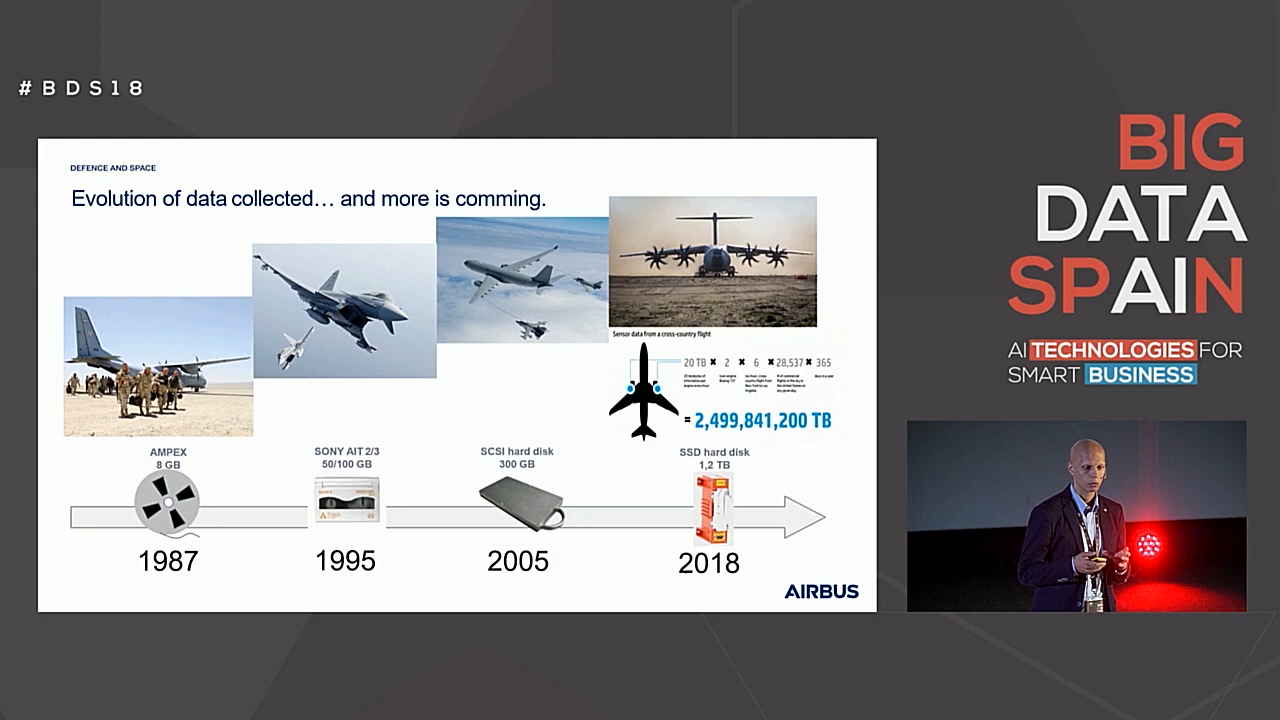 #BDS18
DEFENCE AND SPACE
Evolution of data collected... and more is comming.
Sensor data from a cross-country flight
20 TB × 2 × 6 × 28,537 × 365
= 2,499,841,200 TB
AMPEX
8 GB
SONY AIT 2/3
50/100 GB
SCSI hard disk
300 GB
SSD hard disk
1,2 TB
1987
1995
2005
2018
AIRBUS
BIG
DATA
SPAIN
AI TECHNOLOGIES FOR
SMART BUSINESS